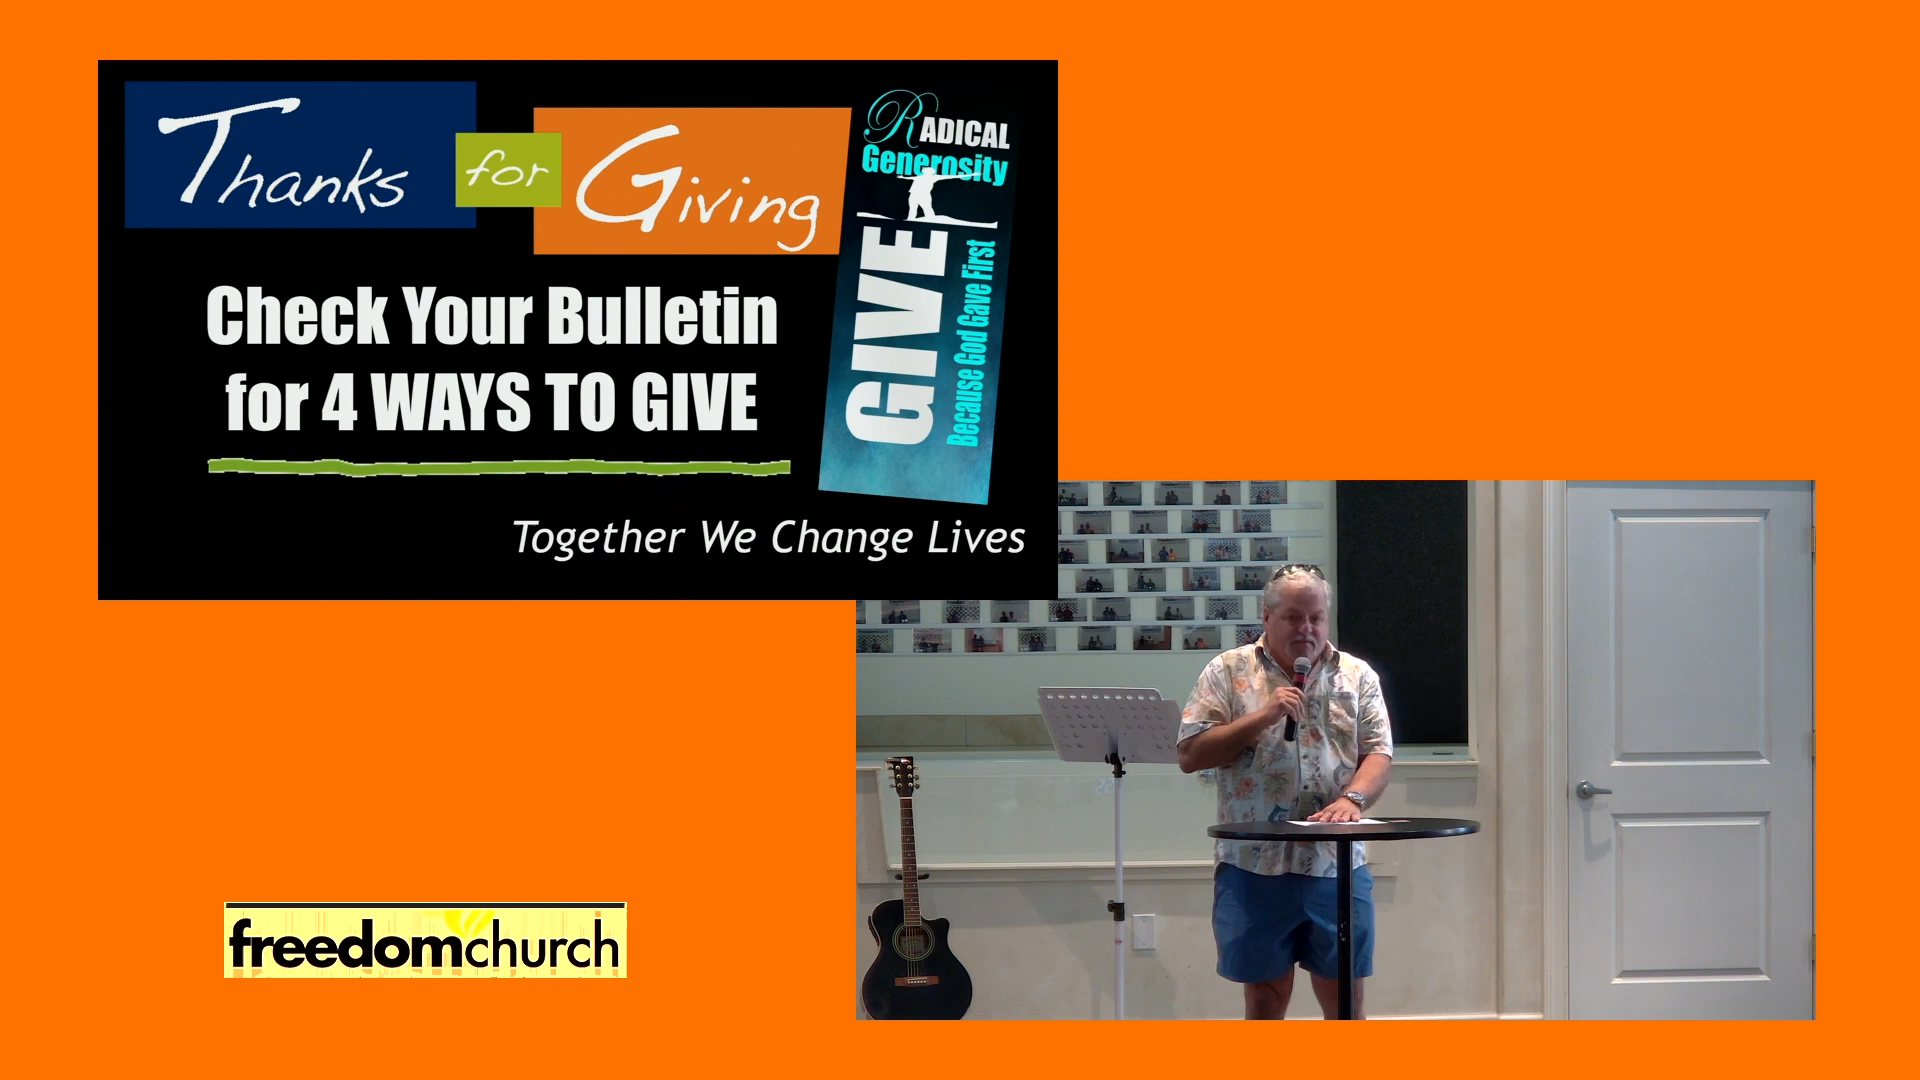 Thanks for Giving
RADICAL
Generosity
GIVE
Because God Gave First
Check Your Bulletin
for 4 WAYS TO GIVE
Together We Change Lives
freedomchurch